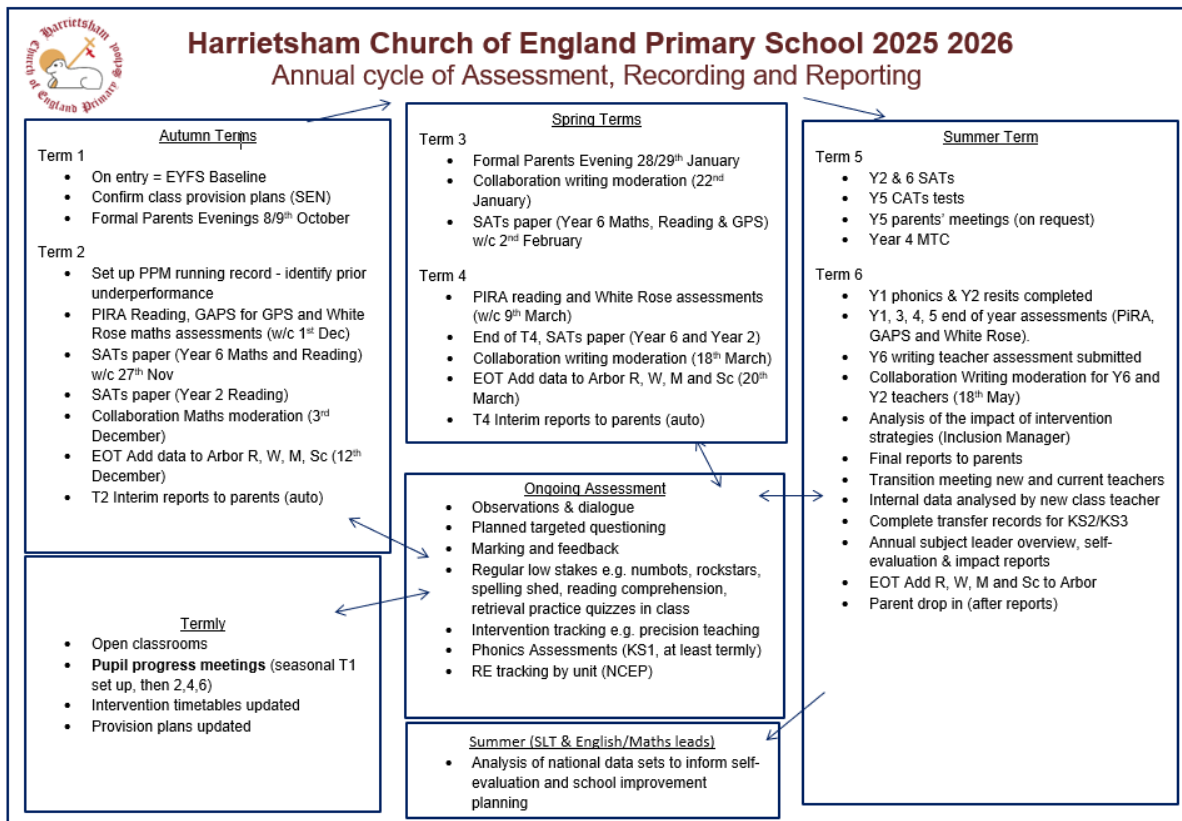 Harrietsham
Church of England Primary School
Harrietsham Church of England Primary School 2025 2026
Annual cycle of Assessment, Recording and Reporting
Autumn Terms
Term 1
• On entry = EYFS Baseline
• Confirm class provision plans (SEN)
• Formal Parents Evenings 8/9th October
Term 2
• Set up PPM running record - identify prior
underperformance
• PIRA Reading, GAPS for GPS and White
Rose maths assessments (w/c 1st Dec)
• SATs paper (Year 6 Maths and Reading)
w/c 27th Nov
• SATs paper (Year 2 Reading)
• Collaboration Maths moderation (3rd
December)
• EOT Add data to Arbor R, W, M, Sc (12th
December)
• T2 Interim reports to parents (auto)
Termly
• Open classrooms
• Pupil progress meetings (seasonal T1
set up, then 2,4,6)
• Intervention timetables updated
• Provision plans updated
Spring Terms
Term 3
• Formal Parents Evening 28/29th January
• Collaboration writing moderation (22nd
January)
• SATs paper (Year 6 Maths, Reading & GPS)
w/c 2nd February
Term 4
• PIRA reading and White Rose assessments
(w/c 9th March)
• End of T4, SATs paper (Year 6 and Year 2)
• Collaboration writing moderation (18th March)
• EOT Add data to Arbor R, W, M and Sc (20th
March)
• T4 Interim reports to parents (auto)
Ongoing Assessment
• Observations & dialogue
• Planned targeted questioning
• Marking and feedback
• Regular low stakes e.g. numbots, rockstars,
spelling shed, reading comprehension,
retrieval practice quizzes in class
• Intervention tracking e.g. precision teaching
• Phonics Assessments (KS1, at least termly)
• RE tracking by unit (NCEP)
Summer (SLT & English/Maths leads)
• Analysis of national data sets to inform self-
evaluation and school improvement
planning
Summer Term
Term 5
• Y2 & 6 SATs
• Y5 CATs tests
• Y5 parents' meetings (on request)
• Year 4 MTC
Term 6
• Y1 phonics & Y2 resits completed
• Y1, 3, 4, 5 end of year assessments (PiRA,
GAPS and White Rose).
• Y6 writing teacher assessment submitted
• Collaboration Writing moderation for Y6 and
Y2 teachers (18th May)
• Analysis of the impact of intervention
strategies (Inclusion Manager)
• Final reports to parents
• Transition meeting new and current teachers
• Internal data analysed by new class teacher
• Complete transfer records for KS2/KS3
• Annual subject leader overview, self-
evaluation & impact reports
• EOT Add R, W, M and Sc to Arbor
• Parent drop in (after reports)